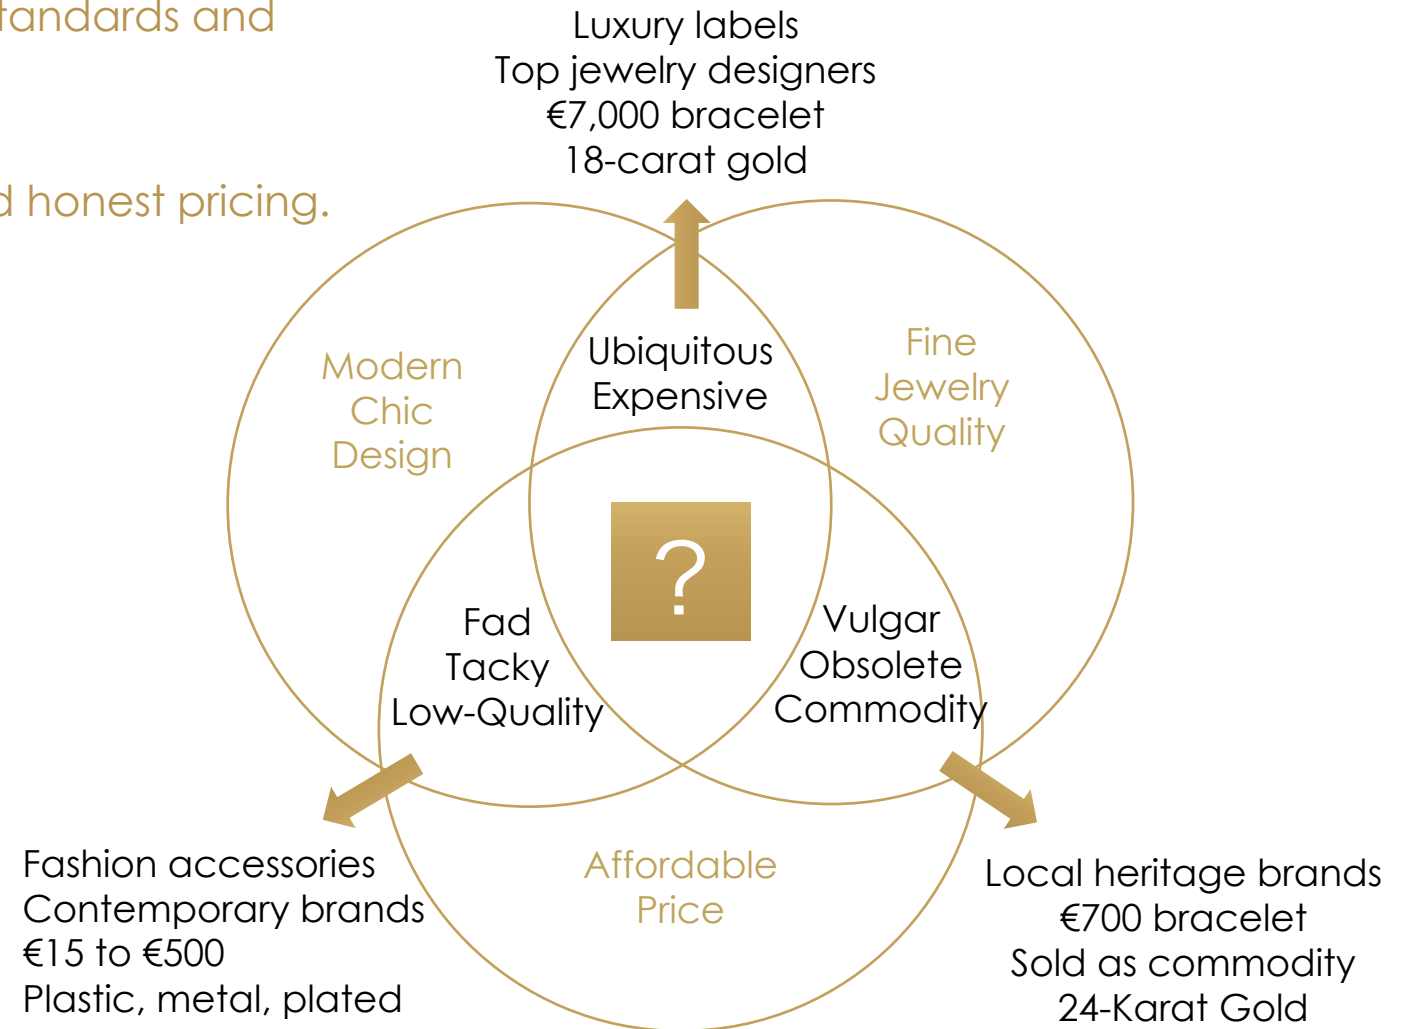 tandards and
Luxury labels
Top jewelry designers
€7,000 bracelet
18-carat gold
d honest pricing.
Modern
Chic
Design
Ubiquitous
Expensive
Fine
Jewelry
Quality
?
Fad
Tacky
Low-Quality
Vulgar
Obsolete
Commodity
Affordable
Price
Fashion accessories
Contemporary brands
€15 to €500
Plastic, metal, plated
Local heritage brands
€700 bracelet
Sold as commodity
24-Karat Gold